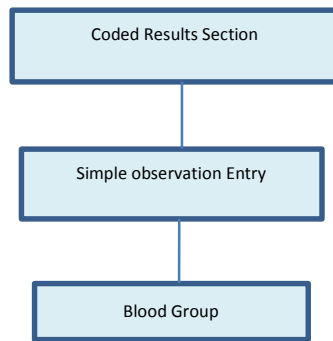 Coded Results Section
Simple observation Entry
Blood Group